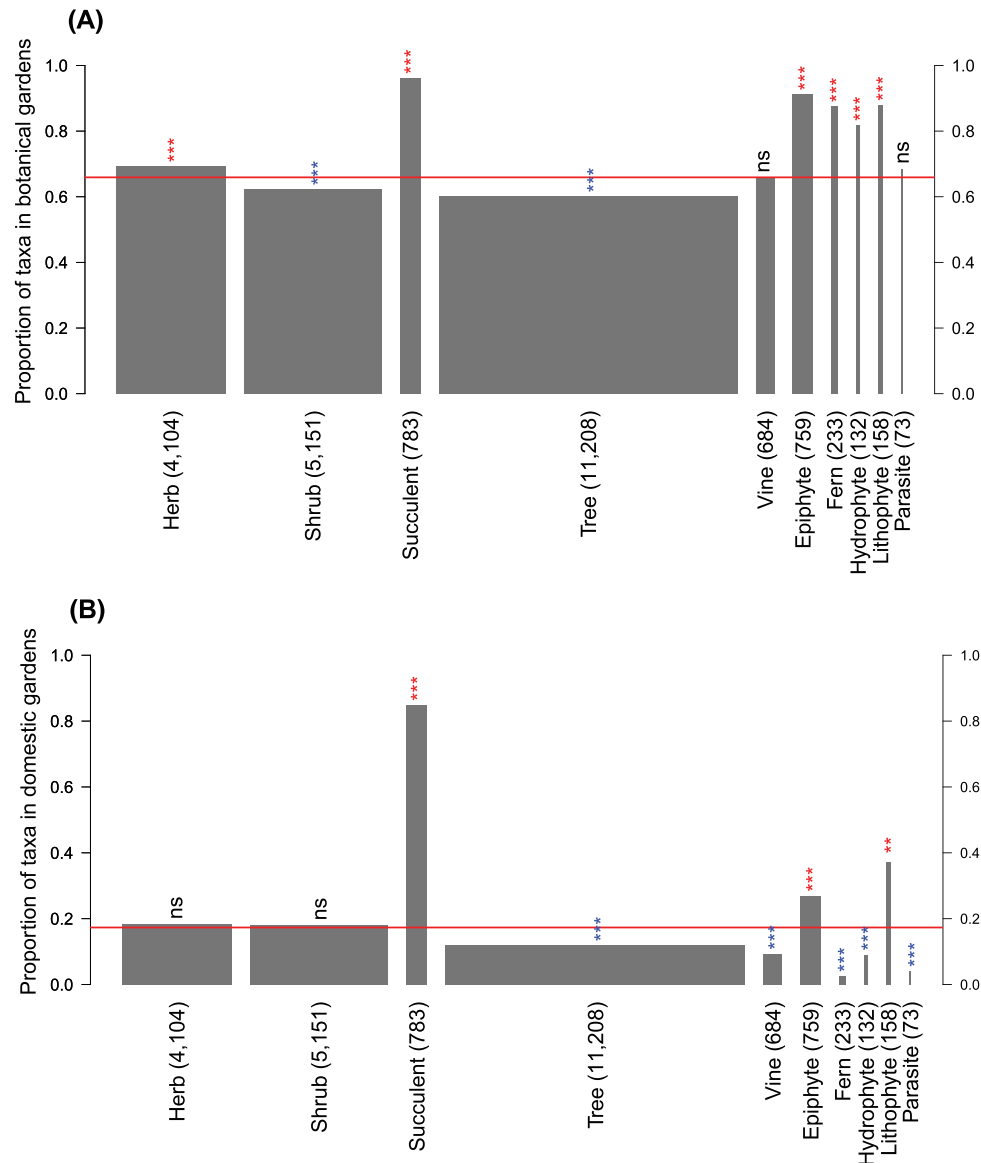 (A)
Proportion of taxa in botanical gardens
1.0
0.8
0.6
0.4
0.2
0.0
1.0
0.8
0.6
0.4
0.2
0.0
***
***
***
***
ns
***
***
***
***
ns
Herb (4,104)
Shrub (5,151)
Succulent (783)
Tree (11,208)
Vine (684)
Epiphyte (759)
Fern (233)
Hydrophyte (132)
Lithophyte (158)
Parasite (73)
(B)
Proportion of taxa in domestic gardens
1.0
0.8
0.6
0.4
0.2
0.0
1.0
0.8
0.6
0.4
0.2
0.0
ns
ns
***
***
***
***
***
***
**
***
Herb (4,104)
Shrub (5,151)
Succulent (783)
Tree (11,208)
Vine (684)
Epiphyte (759)
Fern (233)
Hydrophyte (132)
Lithophyte (158)
Parasite (73)